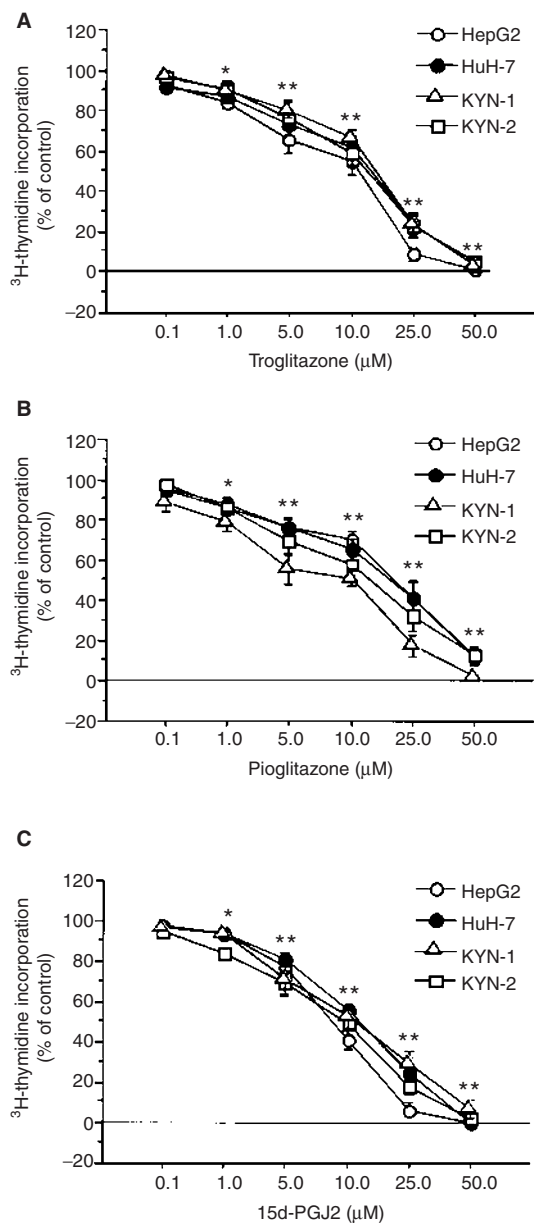 A
HepG2
HuH-7
KYN-1
KYN-2
³H-thymidine incorporation
(% of control)
120
100
80
60
40
20
0
−20
* ** ** ** **
0.1 1.0 5.0 10.0 25.0 50.0
Troglitazone (μM)
B
HepG2
HuH-7
KYN-1
KYN-2
³H-thymidine incorporation
(% of control)
120
100
80
60
40
20
0
−20
* ** ** ** **
0.1 1.0 5.0 10.0 25.0 50.0
Pioglitazone (μM)
C
HepG2
HuH-7
KYN-1
KYN-2
³H-thymidine incorporation
(% of control)
120
100
80
60
40
20
0
−20
* ** ** ** **
0.1 1.0 5.0 10.0 25.0 50.0
15d-PGJ2 (μM)